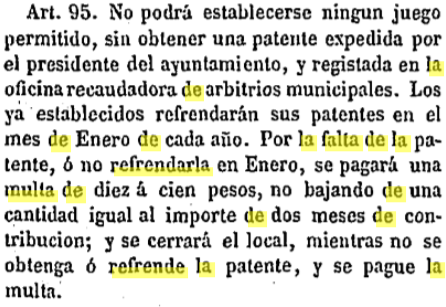 Art. 95. No podrá establecerse ningun juego
permitido, sin obtener una patente expedida por
el presidente del ayuntamiento, y registada en la
oficina recaudadora de arbitrios municipales. Los
ya establecidos refrendarán sus patentes en el
mes de Enero de cada año. Por la falta de la pa-
tente, ó no refrendarla en Enero, se pagará una
multa de diez á cien pesos, no bajando de una
cantidad igual al importe de dos meses de con-
tribucion; y se cerrará el local, mientras no se
obtenga ó refrende la patente, y se pague la
multa.